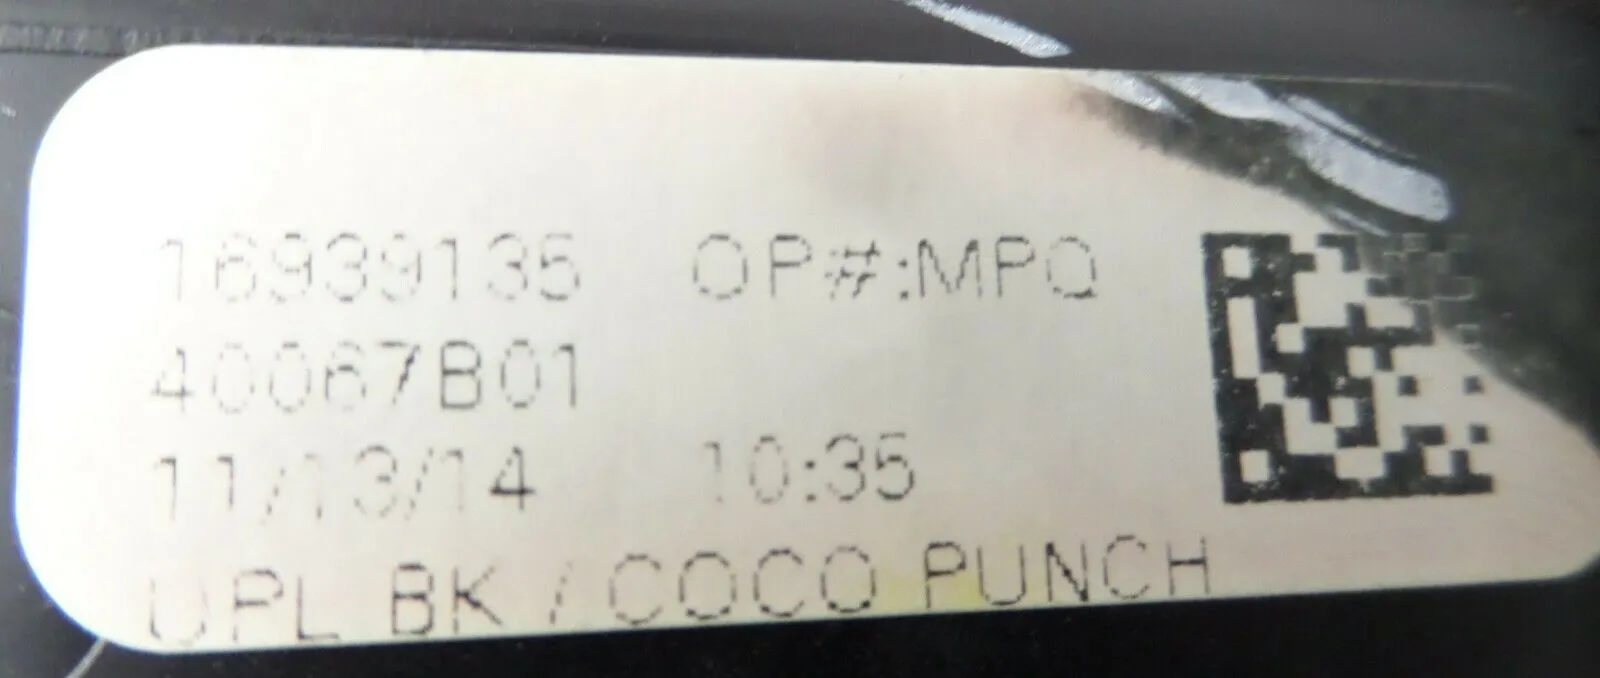 16939135 OP#:MPQ
40067B01
11/13/14 10:35
UPL BK / COCO PUNCH